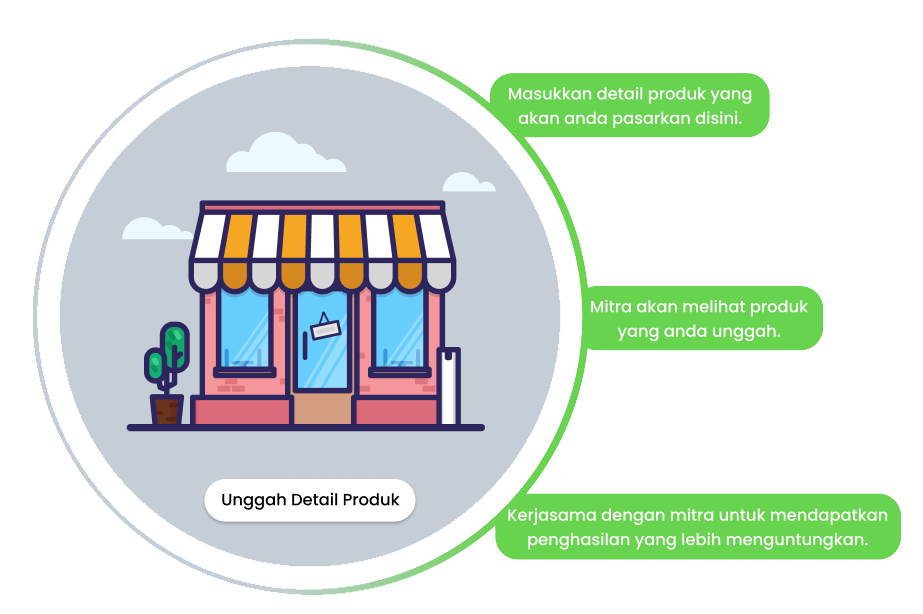 Masukkan detail produk yang
akan anda pasarkan disini.
Mitra akan melihat produk
yang anda unggah.
Unggah Detail Produk
Kerjasama dengan mitra untuk mendapatkan
penghasilan yang lebih menguntungkan.